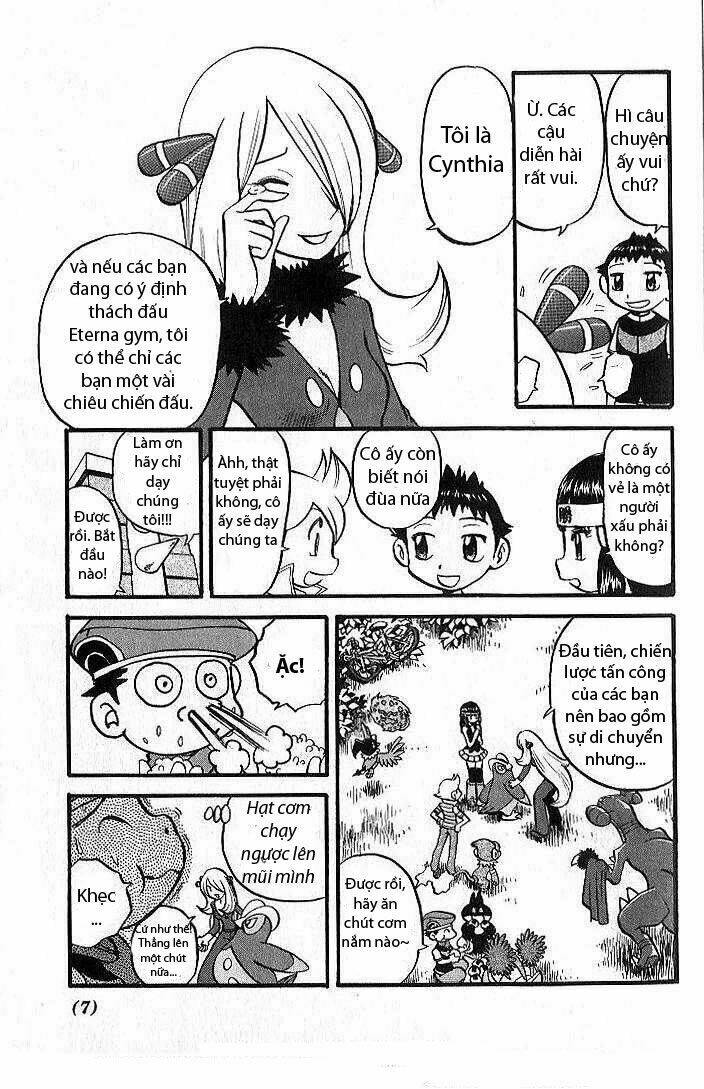 Hì câu
chuyện
ấy vui
chứ?
Ừ. Các
cậu
diễn hài
rất vui.
Tôi là
Cynthia
và nếu các bạn
đang có ý định
thách đấu
Eterna gym, tôi
có thể chỉ các
bạn một vài
chiêu chiến đấu.
Cô ấy
không có
vẻ là một
người
xấu phải
không?
Cô ấy còn
biết nói
đùa nữa
Àhh, thật
tuyệt phải
không, cô
ấy sẽ dạy
chúng ta
Làm ơn
hãy chỉ
dạy
chúng
tôi!!!
Được
rồi. Bắt
đầu
nào!
Đầu tiên, chiến
lược tấn công
của các bạn
nên bao gồm
sự di chuyển
nhưng...
Được rồi,
hãy ăn
chút cơm
nắm nào~
Ặc!
Hạt cơm
chạy
ngược lên
mũi mình
Cứ như thế!
Thẳng lên
một chút
nữa...
Khẹc
...
(7)